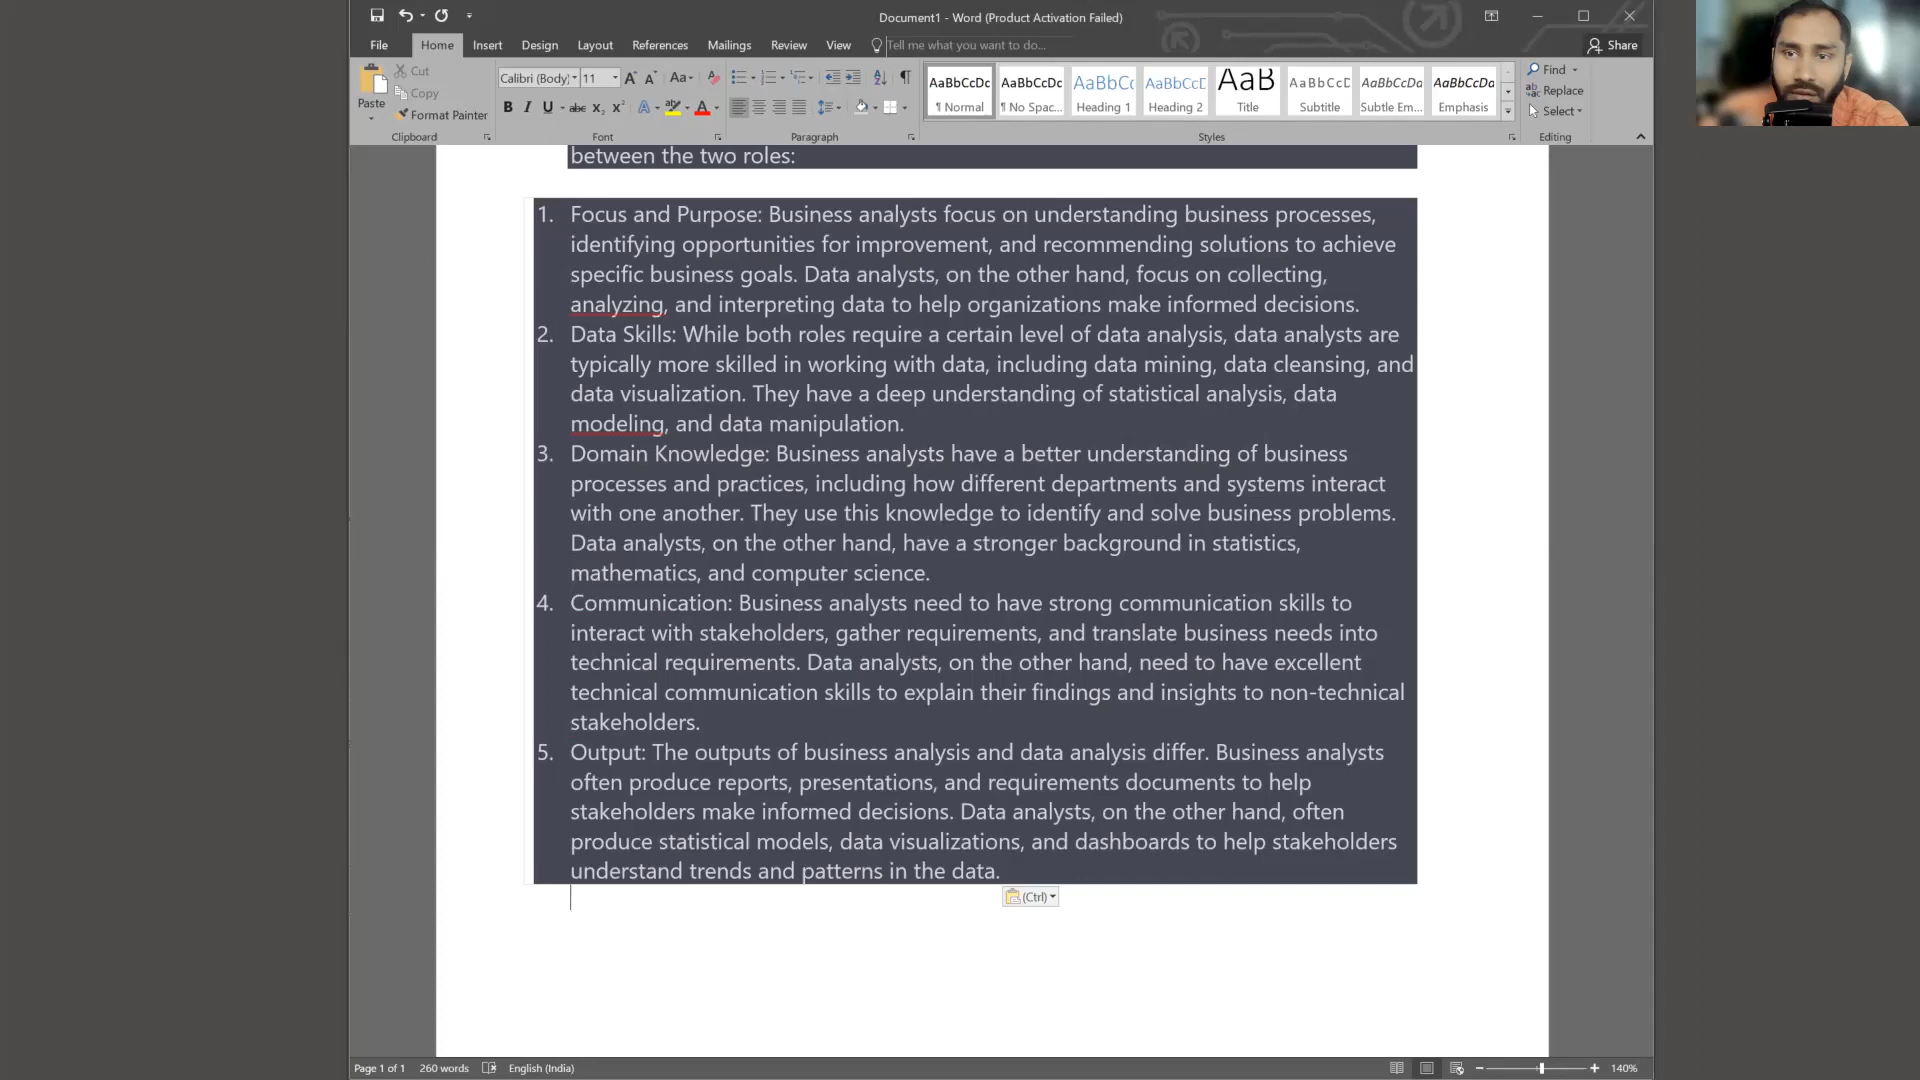 Document1 - Word (Product Activation Failed)
File Home Insert Design Layout References Mailings Review View Tell me what you want to do... Share
Paste
Cut
Copy
Format Painter
Clipboard
Calibri (Body) 11
Font
Paragraph
AaBbCcDc AaBbCcDc AaBbCc AaBbCcD AaB AaBbCcD AaBbCcDa AaBbCcDa
¶ Normal ¶ No Spac... Heading 1 Heading 2 Title Subtitle Subtle Em... Emphasis
Styles
Find
Replace
Select
Editing
between the two roles:
1. Focus and Purpose: Business analysts focus on understanding business processes,
identifying opportunities for improvement, and recommending solutions to achieve
specific business goals. Data analysts, on the other hand, focus on collecting,
analyzing, and interpreting data to help organizations make informed decisions.
2. Data Skills: While both roles require a certain level of data analysis, data analysts are
typically more skilled in working with data, including data mining, data cleansing, and
data visualization. They have a deep understanding of statistical analysis, data
modeling, and data manipulation.
3. Domain Knowledge: Business analysts have a better understanding of business
processes and practices, including how different departments and systems interact
with one another. They use this knowledge to identify and solve business problems.
Data analysts, on the other hand, have a stronger background in statistics,
mathematics, and computer science.
4. Communication: Business analysts need to have strong communication skills to
interact with stakeholders, gather requirements, and translate business needs into
technical requirements. Data analysts, on the other hand, need to have excellent
technical communication skills to explain their findings and insights to non-technical
stakeholders.
5. Output: The outputs of business analysis and data analysis differ. Business analysts
often produce reports, presentations, and requirements documents to help
stakeholders make informed decisions. Data analysts, on the other hand, often
produce statistical models, data visualizations, and dashboards to help stakeholders
understand trends and patterns in the data.
(Ctrl)
Page 1 of 1 260 words English (India) 140%